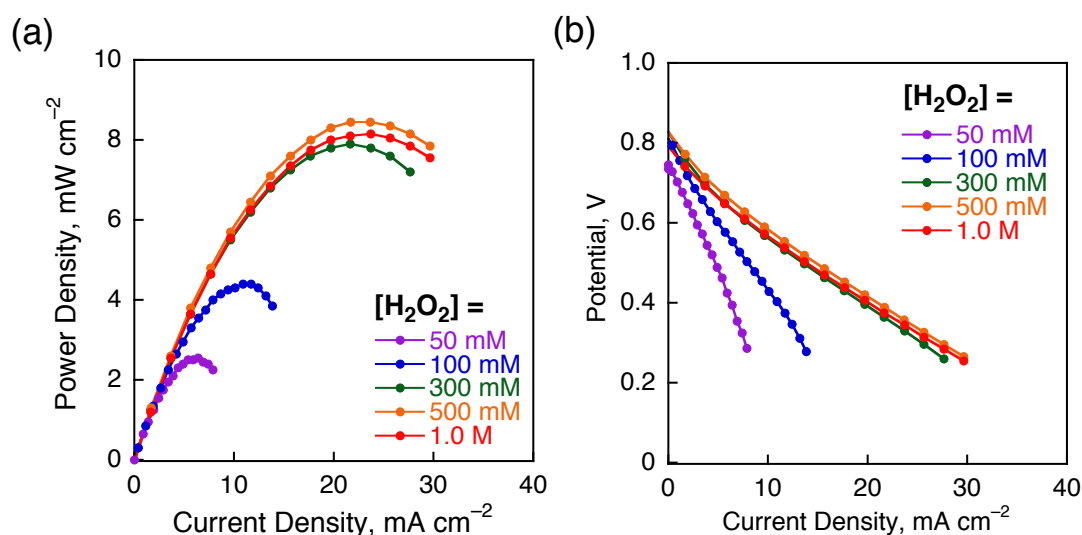 (a)
Power Density, mW cm⁻²
10
8
6
4
2
0
0
10
20
30
40
Current Density, mA cm⁻²
[H₂O₂] =
50 mM
100 mM
300 mM
500 mM
1.0 M
(b)
Potential, V
1.0
0.8
0.6
0.4
0.2
0
0
10
20
30
40
Current Density, mA cm⁻²
[H₂O₂] =
50 mM
100 mM
300 mM
500 mM
1.0 M